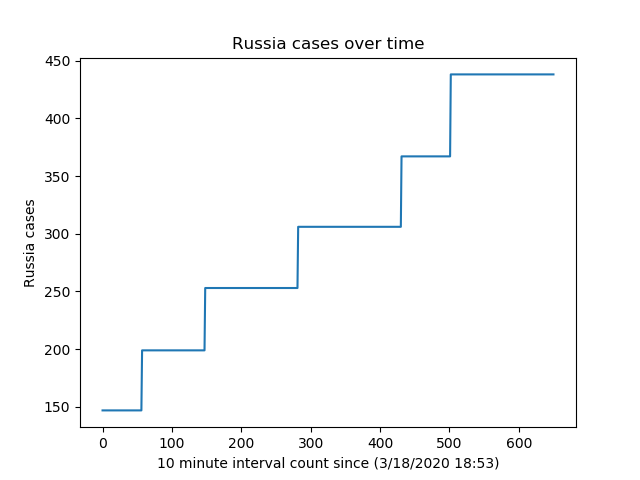 Russia cases over time
450
400
350
300
250
200
150
Russia cases
0 100 200 300 400 500 600
10 minute interval count since (3/18/2020 18:53)